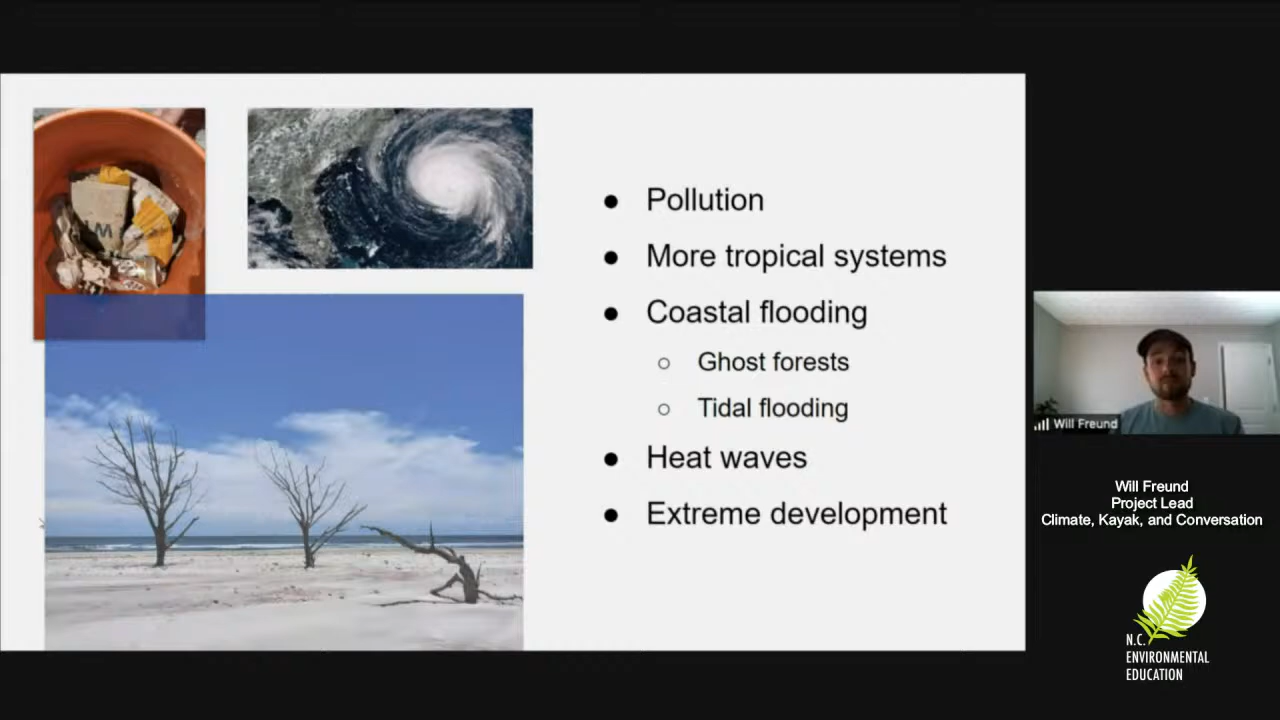 Pollution
More tropical systems
Coastal flooding
Ghost forests
Tidal flooding
Heat waves
Extreme development
Will Freund
Will Freund
Project Lead
Climate, Kayak, and Conversation
N.C.
ENVIRONMENTAL
EDUCATION